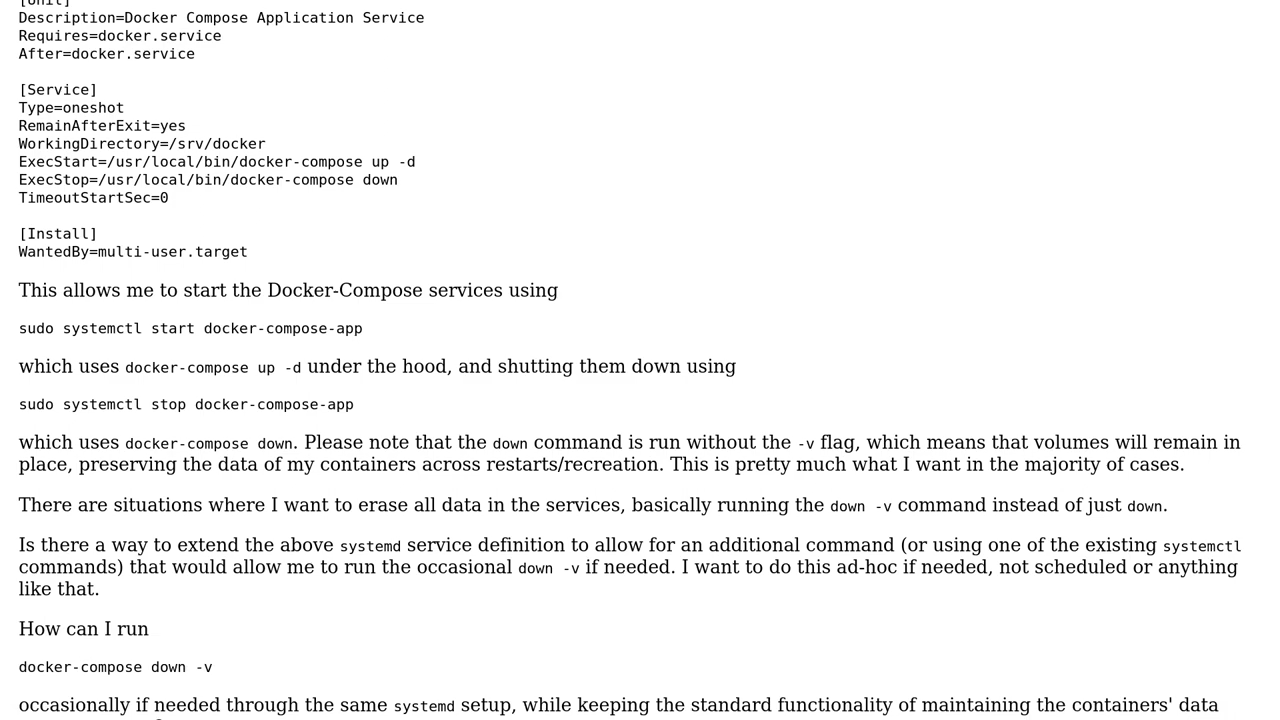 [Unit]
Description=Docker Compose Application Service
Requires=docker.service
After=docker.service
[Service]
Type=oneshot
RemainAfterExit=yes
WorkingDirectory=/srv/docker
ExecStart=/usr/local/bin/docker-compose up -d
ExecStop=/usr/local/bin/docker-compose down
TimeoutStartSec=0
[Install]
WantedBy=multi-user.target
This allows me to start the Docker-Compose services using
sudo systemctl start docker-compose-app
which uses docker-compose up -d under the hood, and shutting them down using
sudo systemctl stop docker-compose-app
which uses docker-compose down. Please note that the down command is run without the -v flag, which means that volumes will remain in
place, preserving the data of my containers across restarts/recreation. This is pretty much what I want in the majority of cases.
There are situations where I want to erase all data in the services, basically running the down -v command instead of just down.
Is there a way to extend the above systemd service definition to allow for an additional command (or using one of the existing systemctl
commands) that would allow me to run the occasional down -v if needed. I want to do this ad-hoc if needed, not scheduled or anything
like that.
How can I run
docker-compose down -v
occasionally if needed through the same systemd setup, while keeping the standard functionality of maintaining the containers' data